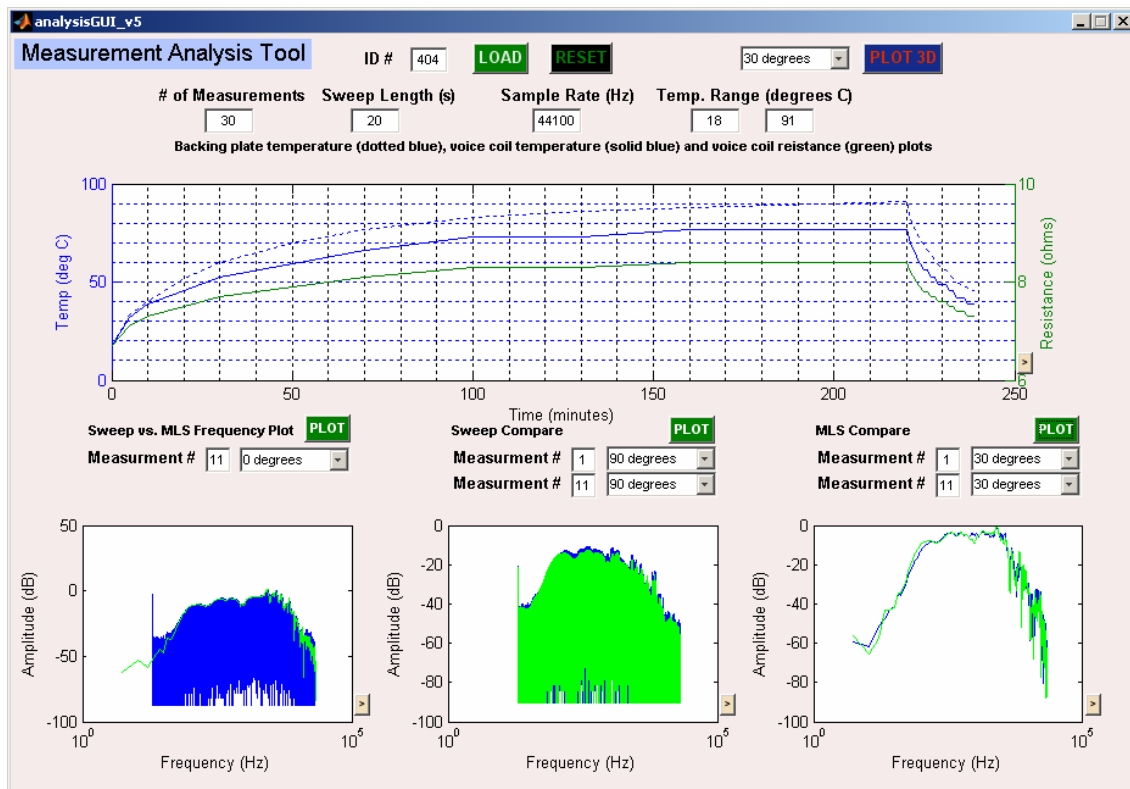 analysisGUI_v5
Measurement Analysis Tool
ID #
404
LOAD
RESET
30 degrees
PLOT 3D
# of Measurements
Sweep Length (s)
Sample Rate (Hz)
Temp. Range (degrees C)
30
20
44100
18
91
Backing plate temperature (dotted blue), voice coil temperature (solid blue) and voice coil reistance (green) plots
Temp (deg C)
100
50
0
Resistance (ohms)
10
8
6
>
0
50
100
150
200
250
Time (minutes)
Sweep vs. MLS Frequency Plot
PLOT
Measurment #
11
0 degrees
Sweep Compare
PLOT
Measurment #
1
90 degrees
Measurment #
11
90 degrees
MLS Compare
PLOT
Measurment #
1
30 degrees
Measurment #
11
30 degrees
Amplitude (dB)
50
0
-50
-100
>
10^0
10^5
Frequency (Hz)
Amplitude (dB)
0
-20
-40
-60
-80
-100
>
10^0
10^5
Frequency (Hz)
Amplitude (dB)
0
-20
-40
-60
-80
-100
>
10^0
10^5
Frequency (Hz)